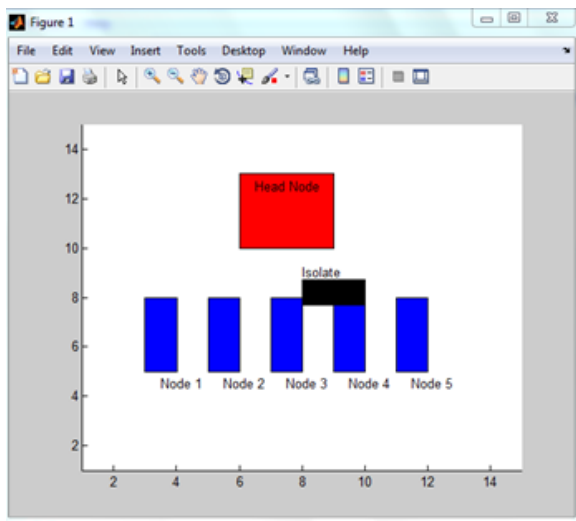 Figure 1
File Edit View Insert Tools Desktop Window Help
14
12
10
8
6
4
2
Head Node
Isolate
Node 1 Node 2 Node 3 Node 4 Node 5
2 4 6 8 10 12 14